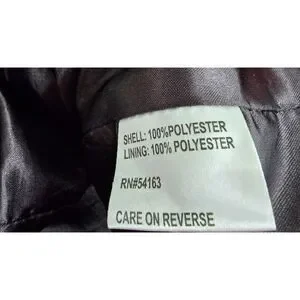 SHELL: 100%POLYESTER
LINING: 100% POLYESTER
RN#54163
CARE ON REVERSE